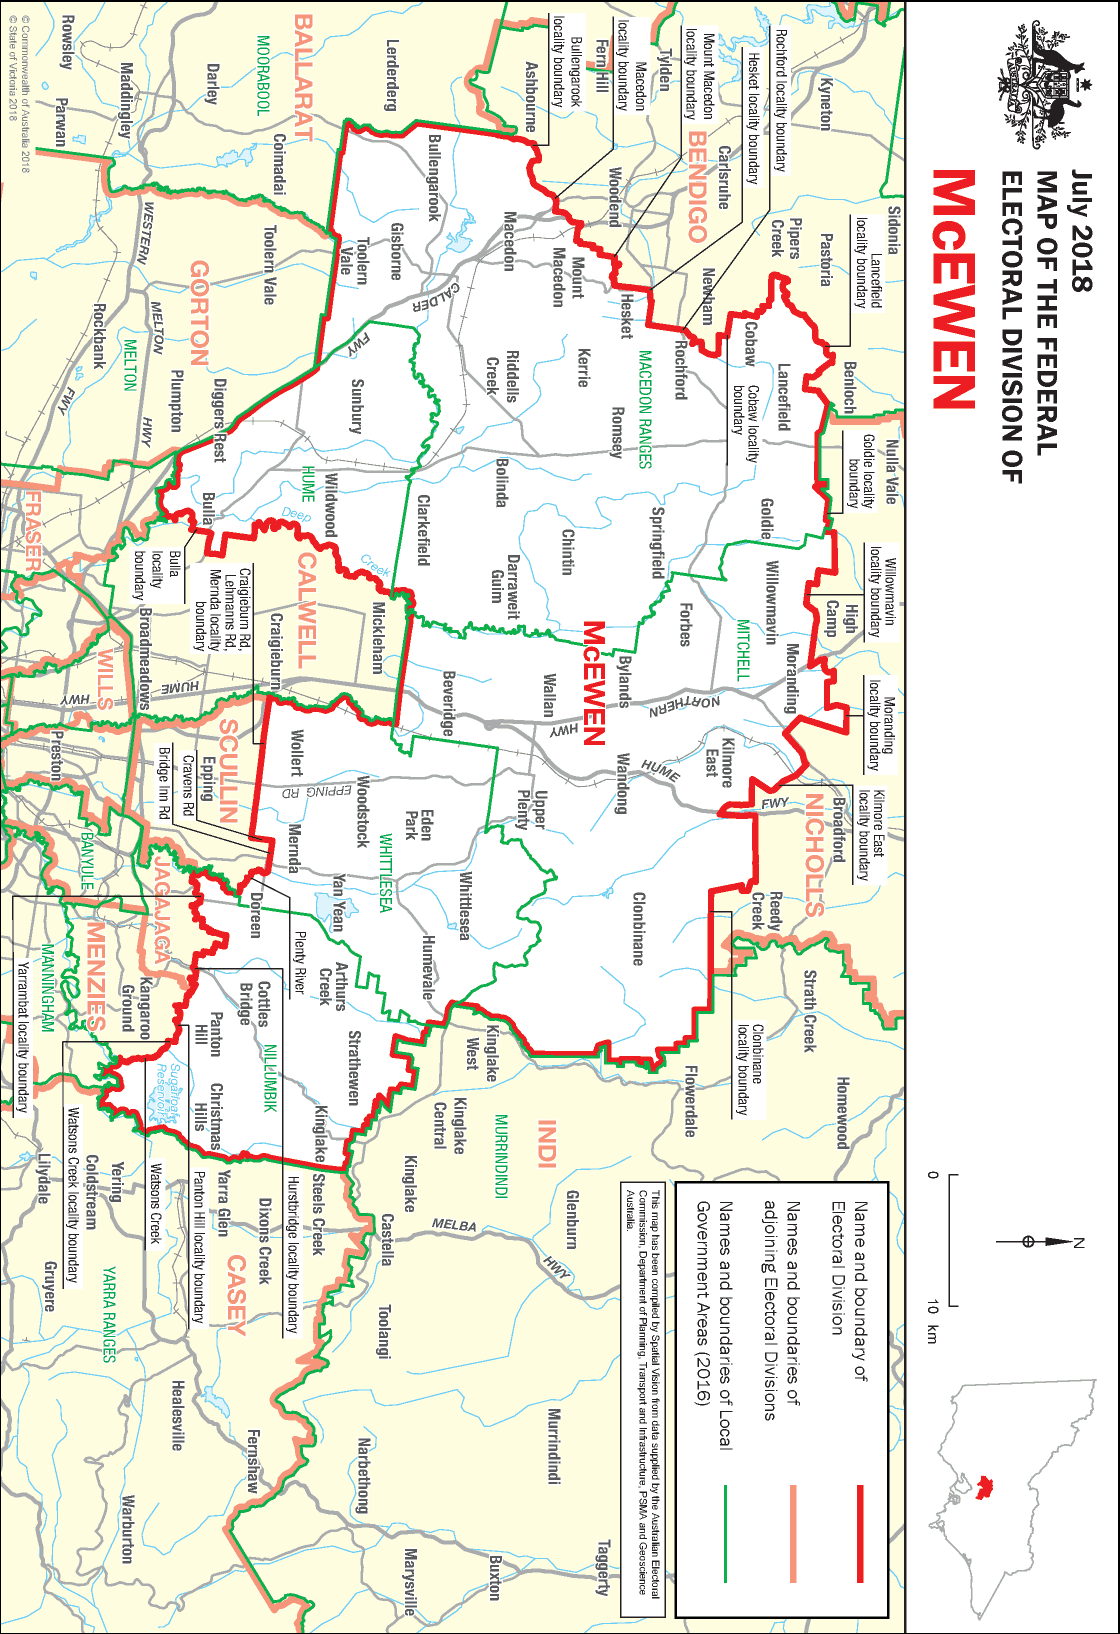 July 2018
MAP OF THE FEDERAL
ELECTORAL DIVISION OF
McEWEN
0
10 km
N
Name and boundary of
Electoral Division
Names and boundaries of
adjoining Electoral Divisions
Names and boundaries of Local
Government Areas (2016)
This map has been compiled by Spatial Vision from data supplied by the Australian Electoral
Commission, Department of Planning, Transport and Infrastructure, PSMA and Geoscience
Australia
Sidonia
Lancefield
locality boundary
Benloch
Nulla Vale
Goldie locality
boundary
Willowmavin
locality boundary
High
Camp
Moranding
locality boundary
Kilmore East
locality boundary
Kyneton
Pastoria
Pipers
Creek
Rochford locality boundary
Hesket locality boundary
Mount Macedon
locality boundary
Tylden
Macedon
locality boundary
Fern Hill
Bullengarook
locality boundary
Ashbourne
BENDIGO
Carlsruhe
Newham
Woodend
Cobaw
Lancefield
Cobaw locality
boundary
Goldie
Willowmavin
Moranding
Broadford
FWY
NICHOLLS
Reedy
Creek
Strath Creek
Homewood
Clonbinane
locality boundary
Flowerdale
Kilmore
East
MITCHELL
Forbes
Rochford
MACEDON RANGES
Hesket
Romsey
Springfield
Bylands
NORTHERN
HWY
HUME
Wandong
Clonbinane
McEWEN
Mount
Macedon
Kerrie
Chintin
Wallan
Macedon
Riddells
Creek
Bolinda
Darraweit
Guim
Upper
Plenty
Kinglake
West
Kinglake
Central
MURRINDINDI
INDI
Glenburn
Murrindindi
Taggerty
Lerderderg
Bullengarook
Gisborne
CALDER
FWY
Clarkefield
Beveridge
Eden
Park
Whittlesea
Humevale
Kinglake
MELBA
HWY
Castella
Toolangi
Buxton
Marysville
Narbethong
Toolern
Vale
Sunbury
Wildwood
HUME
Deep
Creek
Mickleham
Woodstock
WHITTLESEA
EPPING RD
Yan Yean
Arthurs
Creek
Strathewen
Kinglake
Steels Creek
BALLARAT
MOORABOOL
Coimadai
Darley
Toolern Vale
GORTON
Diggers Rest
Bulla
Bulla
locality
boundary
CALWELL
Craigieburn
Craigieburn Rd,
Lehmanns Rd,
Mernda locality
boundary
Wollert
Mernda
Doreen
Plenty River
Cottles
Bridge
NILLUMBIK
Hurstbridge locality boundary
Dixons Creek
CASEY
Fernshaw
SCULLIN
Epping
Cravens Rd
Bridge Inn Rd
Panton
Hill
Christmas
Hills
Sugarloaf
Reservoir
Yarra Glen
Panton Hill locality boundary
Watsons Creek
Healesville
Maddingley
WESTERN
MELTON
HWY
Plumpton
MELTON
Rockbank
FWY
Broadmeadows
HUME
HWY
WILLS
JAGAJAGA
Kangaroo
Ground
Yering
Coldstream
YARRA RANGES
Warburton
Rowsley
Parwan
FRASER
Preston
BANYULE
MENZIES
MANNINGHAM
Yarrambat locality boundary
Watsons Creek locality boundary
Lilydale
Gruyere
© Commonwealth of Australia 2018
© State of Victoria 2018